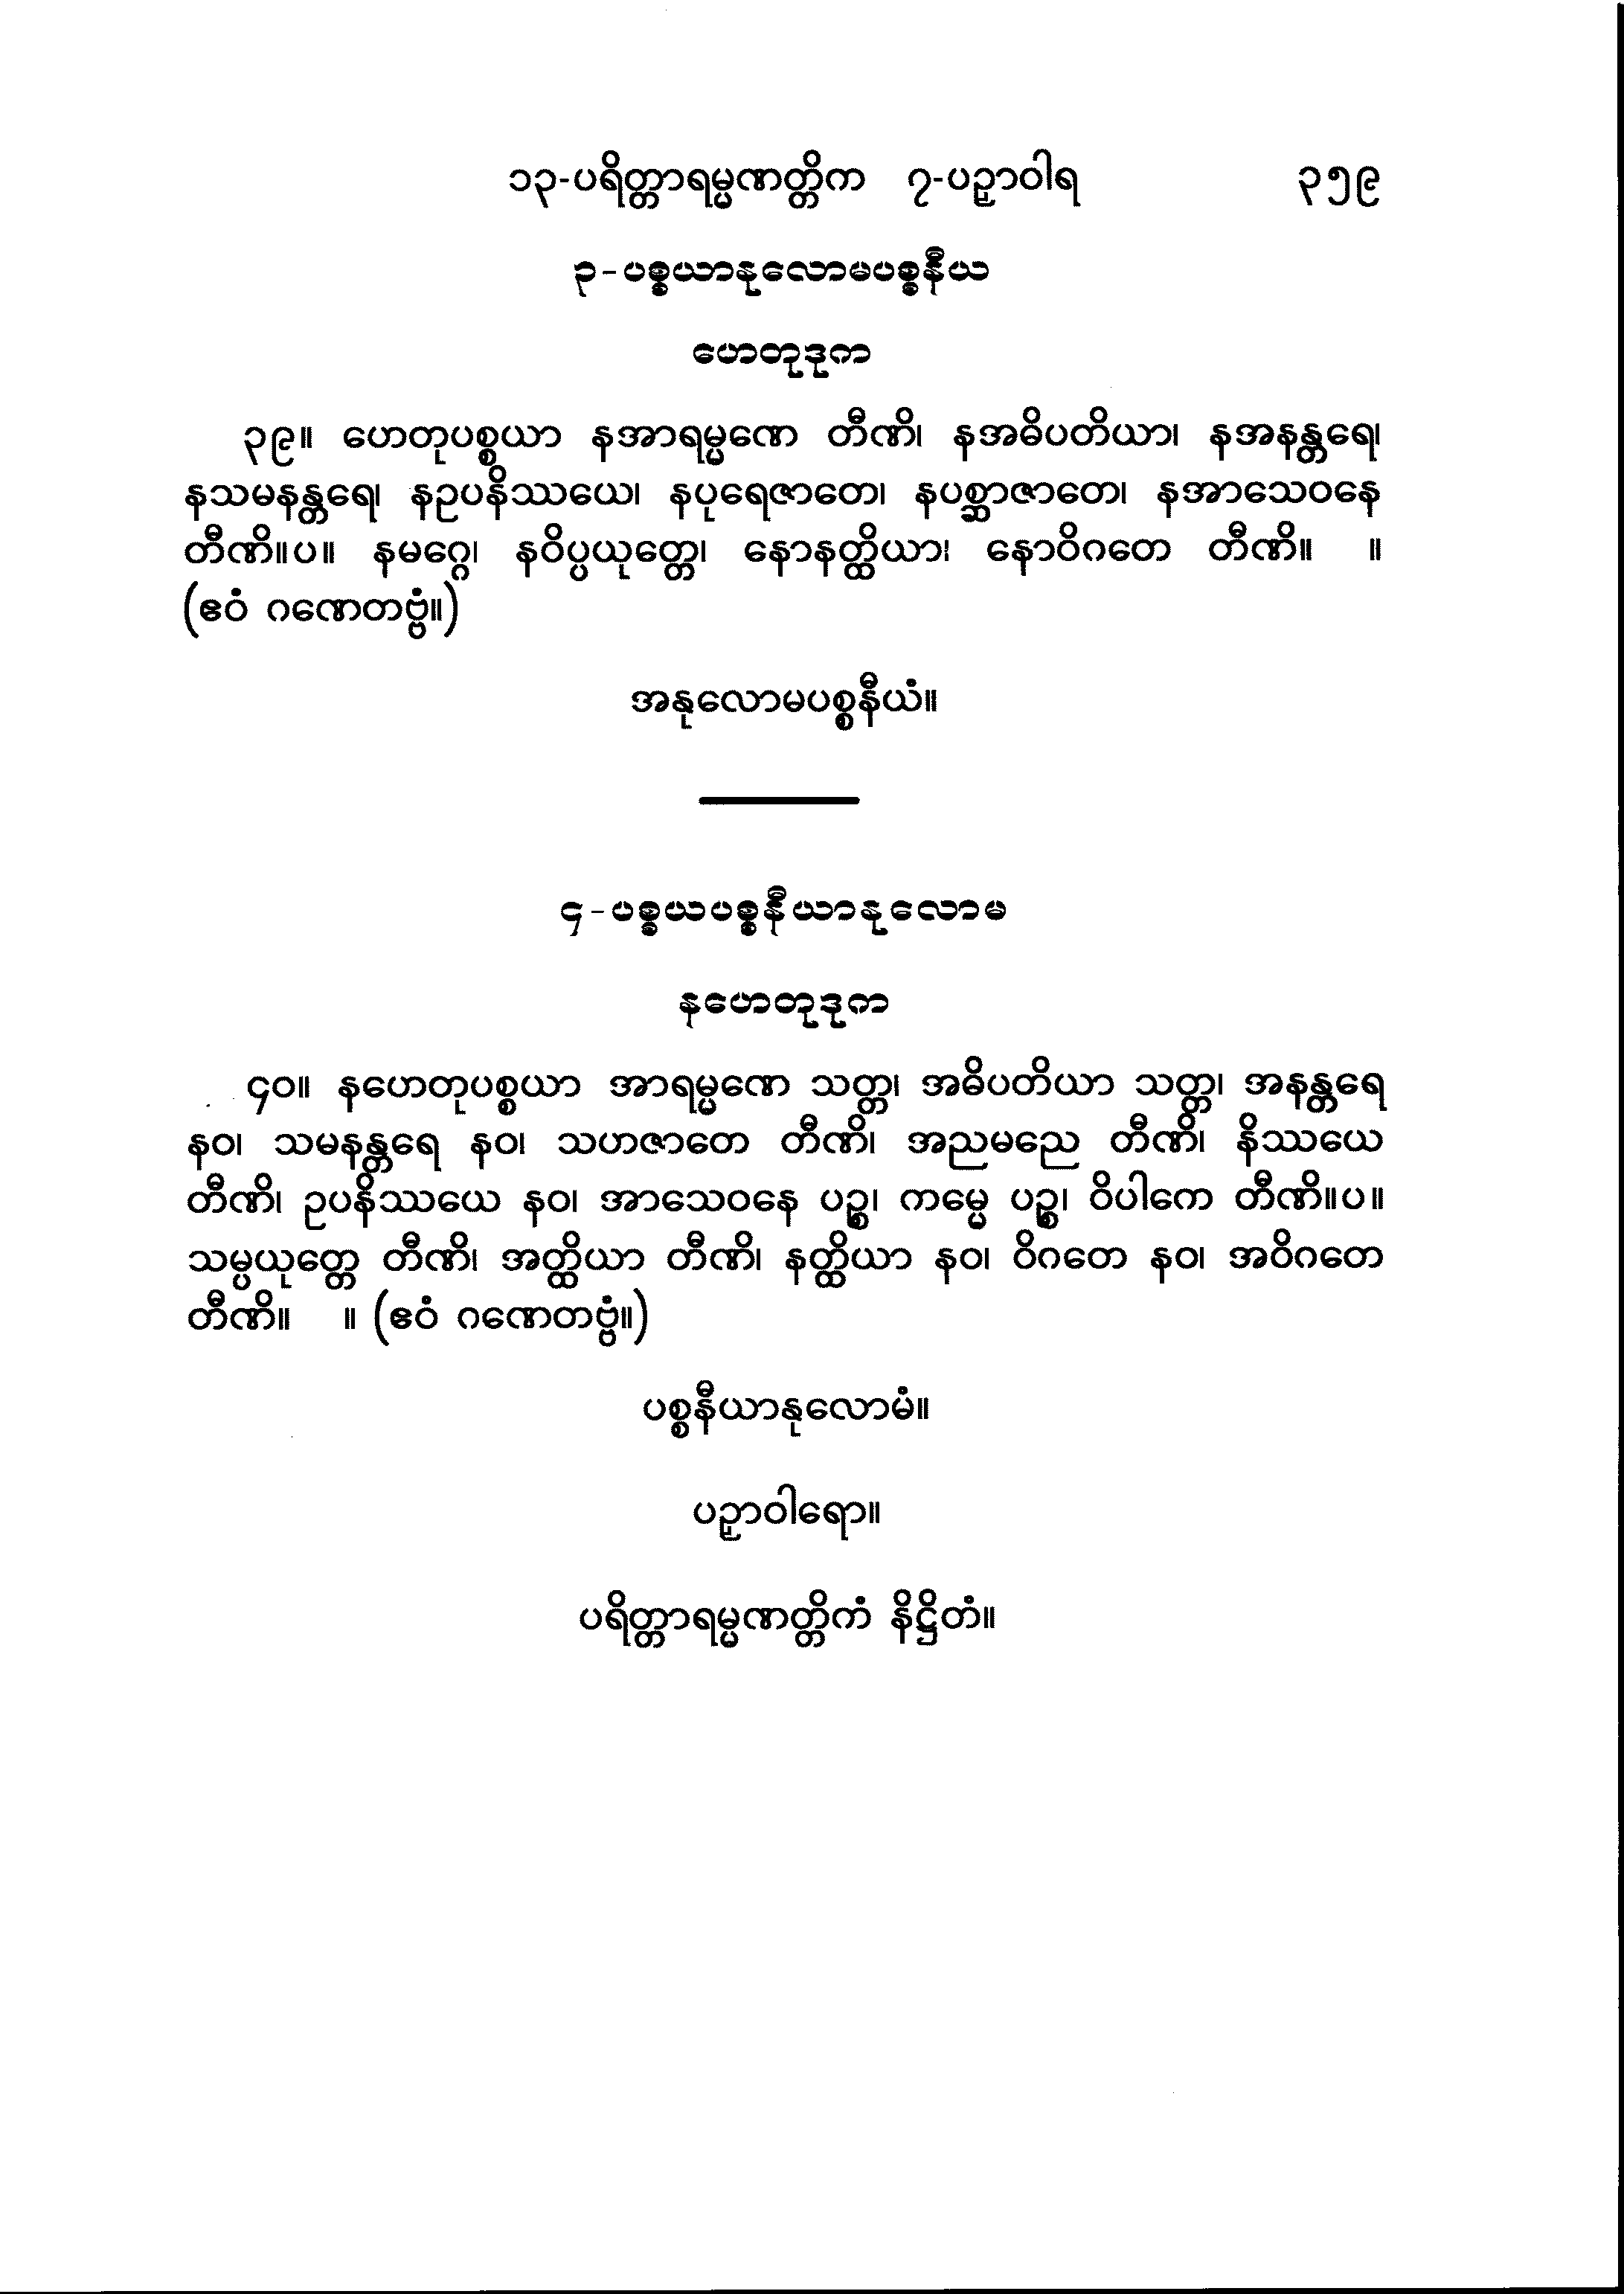 ၁၃-ပရိတ္တာရမ္မဏတ္တိက ၇-ပဉှာဝါရ ၃၅၉
၃-ပစ္စယာနုလောမပစ္စနီယ
ဟေတုဒုက
၃၉။ ဟေတုပစ္စယာ နအာရမ္မဏေ တီဏိ၊ နအဓိပတိယာ၊ နအနန္တရေ၊
နသမနန္တရေ၊ နဥပနိဿယေ၊ နပုရေဇာတေ၊ နပစ္ဆာဇာတေ၊ နအာသေဝနေ
တီဏိ။ပ။ နမဂ္ဂေ၊ နဝိပ္ပယုတ္တေ၊ နောနတ္ထိယာ၊ နောဝိဂတေ တီဏိ။ ။
(ဧဝံ ဂဏေတဗ္ဗံ။)
အနုလောမပစ္စနီယံ။
၄-ပစ္စယပစ္စနီယာနုလောမ
နဟေတုဒုက
၄၀။ နဟေတုပစ္စယာ အာရမ္မဏေ သတ္တ၊ အဓိပတိယာ သတ္တ၊ အနန္တရေ
နဝ၊ သမနန္တရေ နဝ၊ သဟဇာတေ တီဏိ၊ အညမညေ တီဏိ၊ နိဿယေ
တီဏိ၊ ဥပနိဿယေ နဝ၊ အာသေဝနေ ပဉ္စ၊ ကမ္မေ ပဉ္စ၊ ဝိပါကေ တီဏိ။ပ။
သမ္ပယုတ္တေ တီဏိ၊ အတ္ထိယာ တီဏိ၊ နတ္ထိယာ နဝ၊ ဝိဂတေ နဝ၊ အဝိဂတေ
တီဏိ။ ။ (ဧဝံ ဂဏေတဗ္ဗံ။)
ပစ္စနီယာနုလောမံ။
ပဉှာဝါရော။
ပရိတ္တာရမ္မဏတ္တိကံ နိဋ္ဌိတံ။